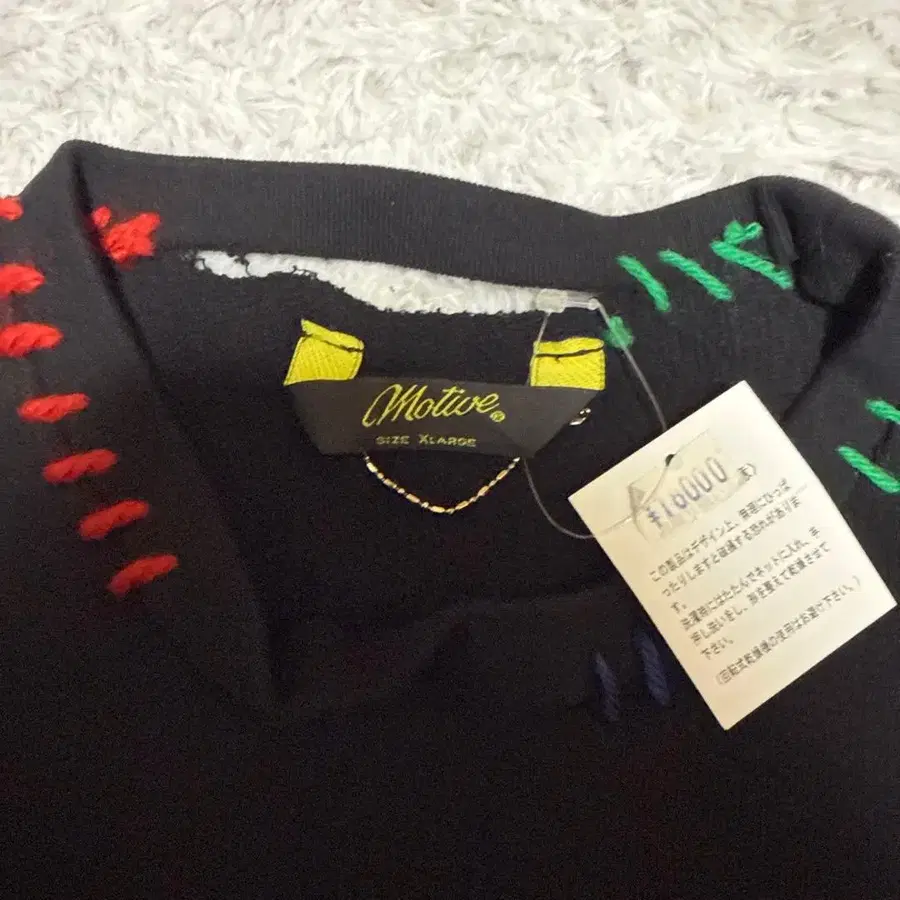 Motive®
SIZE XLARGE
¥16000
この製品はデザイン上、無理にひっぱ
ったりしますと破損する恐れがありま
す。
洗濯時にはたたんでネットに入れ、手
押し洗いをし、形を整えて乾燥させて
下さい。
(回転式乾燥機の使用はお避け下さい。)